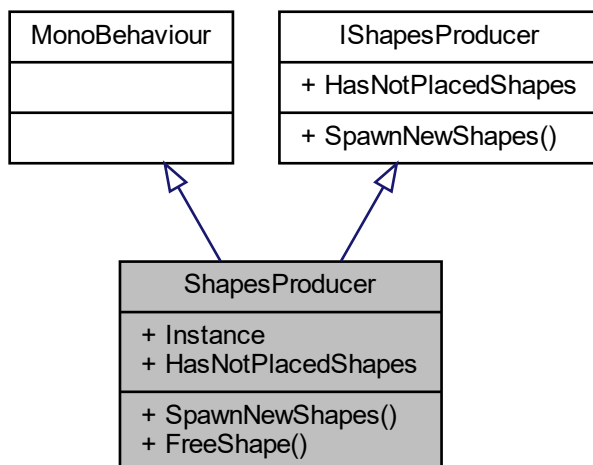 MonoBehaviour
IShapesProducer
+ HasNotPlacedShapes
+ SpawnNewShapes()
ShapesProducer
+ Instance
+ HasNotPlacedShapes
+ SpawnNewShapes()
+ FreeShape()